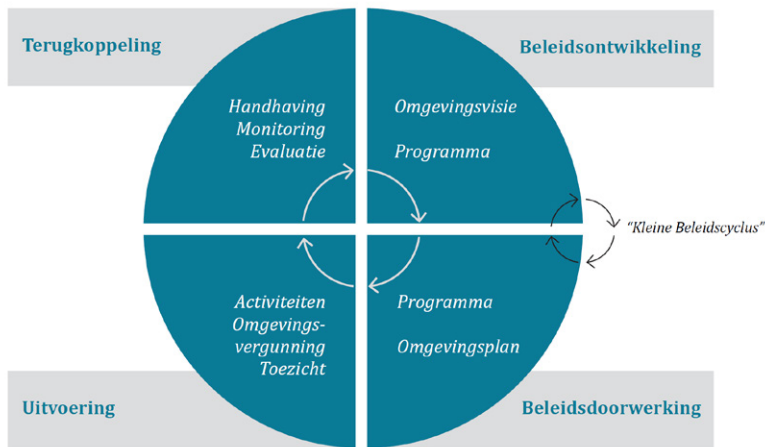 Terugkoppeling
Beleidsontwikkeling
Handhaving
Monitoring
Evaluatie
Omgevingsvisie
Programma
“Kleine Beleidscyclus”
Activiteiten
Omgevings-
vergunning
Toezicht
Programma
Omgevingsplan
Uitvoering
Beleidsdoorwerking